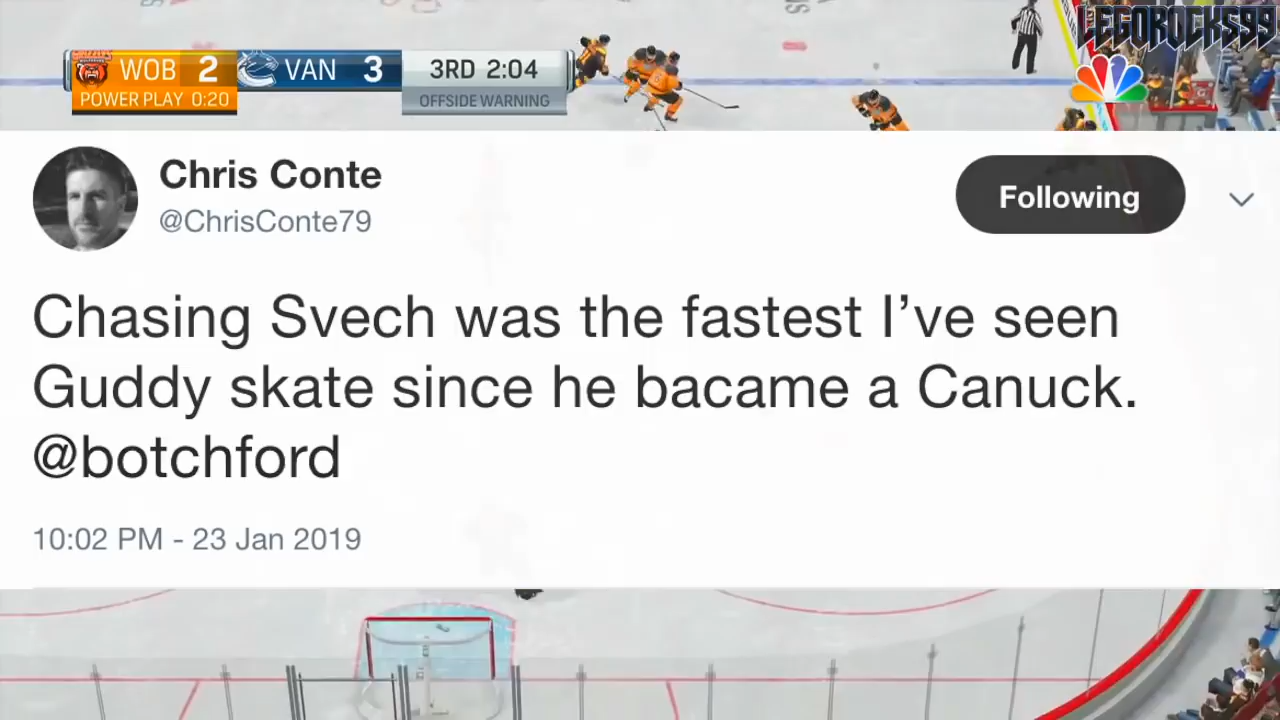 LEGOROCKS99
WOB 2 VAN 3 3RD 2:04
POWER PLAY 0:20 OFFSIDE WARNING
Chris Conte
@ChrisConte79
Following
Chasing Svech was the fastest I’ve seen
Guddy skate since he bacame a Canuck.
@botchford
10:02 PM - 23 Jan 2019